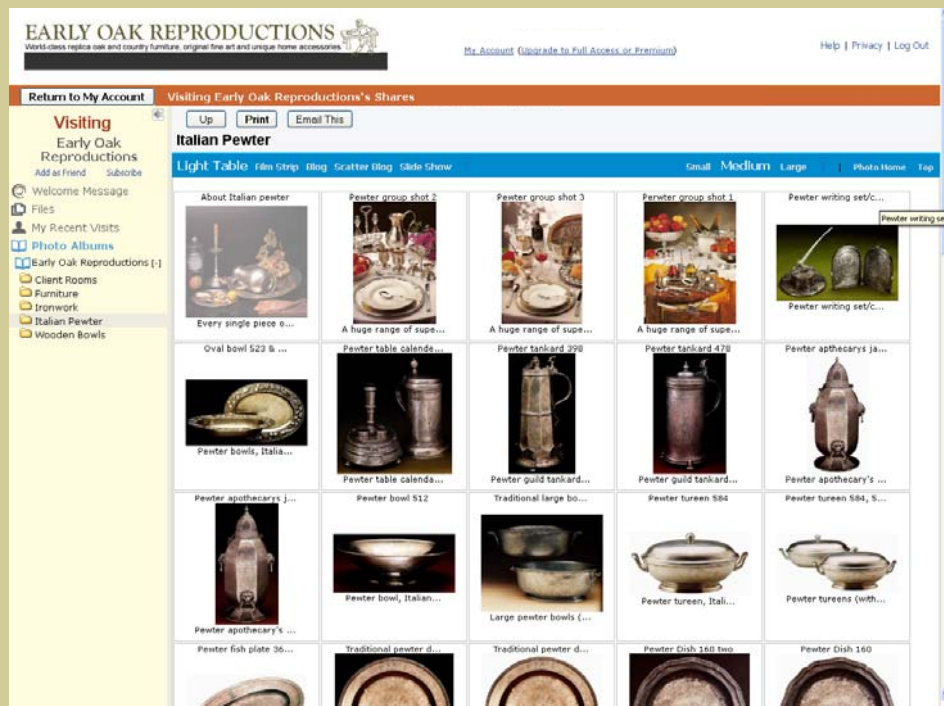 EARLY OAK REPRODUCTIONS
World-class replica oak and country furniture, original fine art and unique home accessories
My Account (Upgrade to Full Access or Premium)
Help | Privacy | Log Out
Return to My Account
Visiting Early Oak Reproductions's Shares
Visiting
Early Oak
Reproductions
Add as Friend Subscribe
Welcome Message
Files
My Recent Visits
Photo Albums
Early Oak Reproductions [-]
Client Rooms
Furniture
Ironwork
Italian Pewter
Wooden Bowls
Up Print Email This
Italian Pewter
Light Table Film Strip Blog Scatter Blog Slide Show
Small Medium Large | Photo Home Top
About Italian pewter
Every single piece o...
Pewter group shot 2
A huge range of supe...
Pewter group shot 3
A huge range of supe...
Perwter group shot 1
A huge range of supe...
Pewter writing set/c...
Pewter writing set/c...
Pewter writing se
Oval bowl 523 & ...
Pewter bowls, Italia...
Pewter table calende...
Pewter table calenda...
Pewter tankard 398
Pewter guild tankard...
Pewter tankard 478
Pewter guild tankard...
Pewter apthecarys ja...
Pewter apothecary's ...
Pewter apothecarys j...
Pewter apothecary's ...
Pewter bowl 512
Pewter bowl, Italian...
Traditional large bo...
Large pewter bowls (...
Pewter tureen 584
Pewter tureen, Itali...
Pewter tureen 584, 5...
Pewter tureens (with...
Pewter fish plate 36...
Traditional pewter d...
Traditional pewter d...
Pewter Dish 160 two
Pewter Dish 160